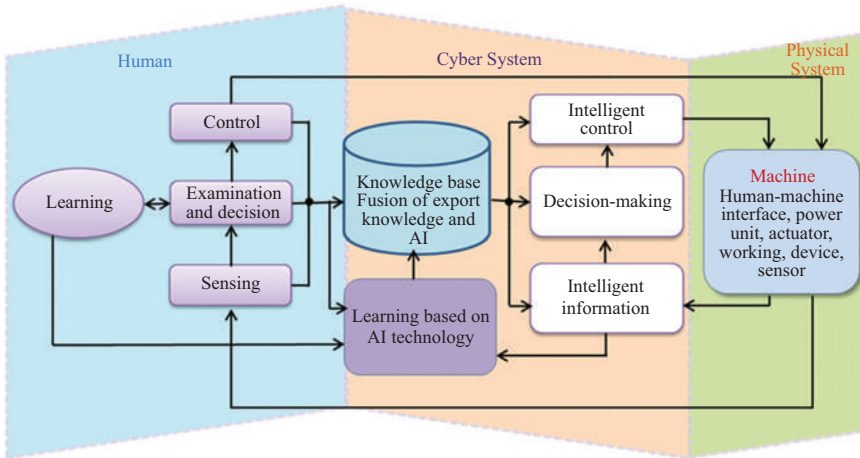 Human
Cyber System
Physical
System
Control
Examination
and decision
Learning
Sensing
Knowledge base
Fusion of export
knowledge and
AI
Learning based on
AI technology
Intelligent
control
Decision-making
Intelligent
information
Machine
Human-machine
interface, power
unit, actuator,
working, device,
sensor